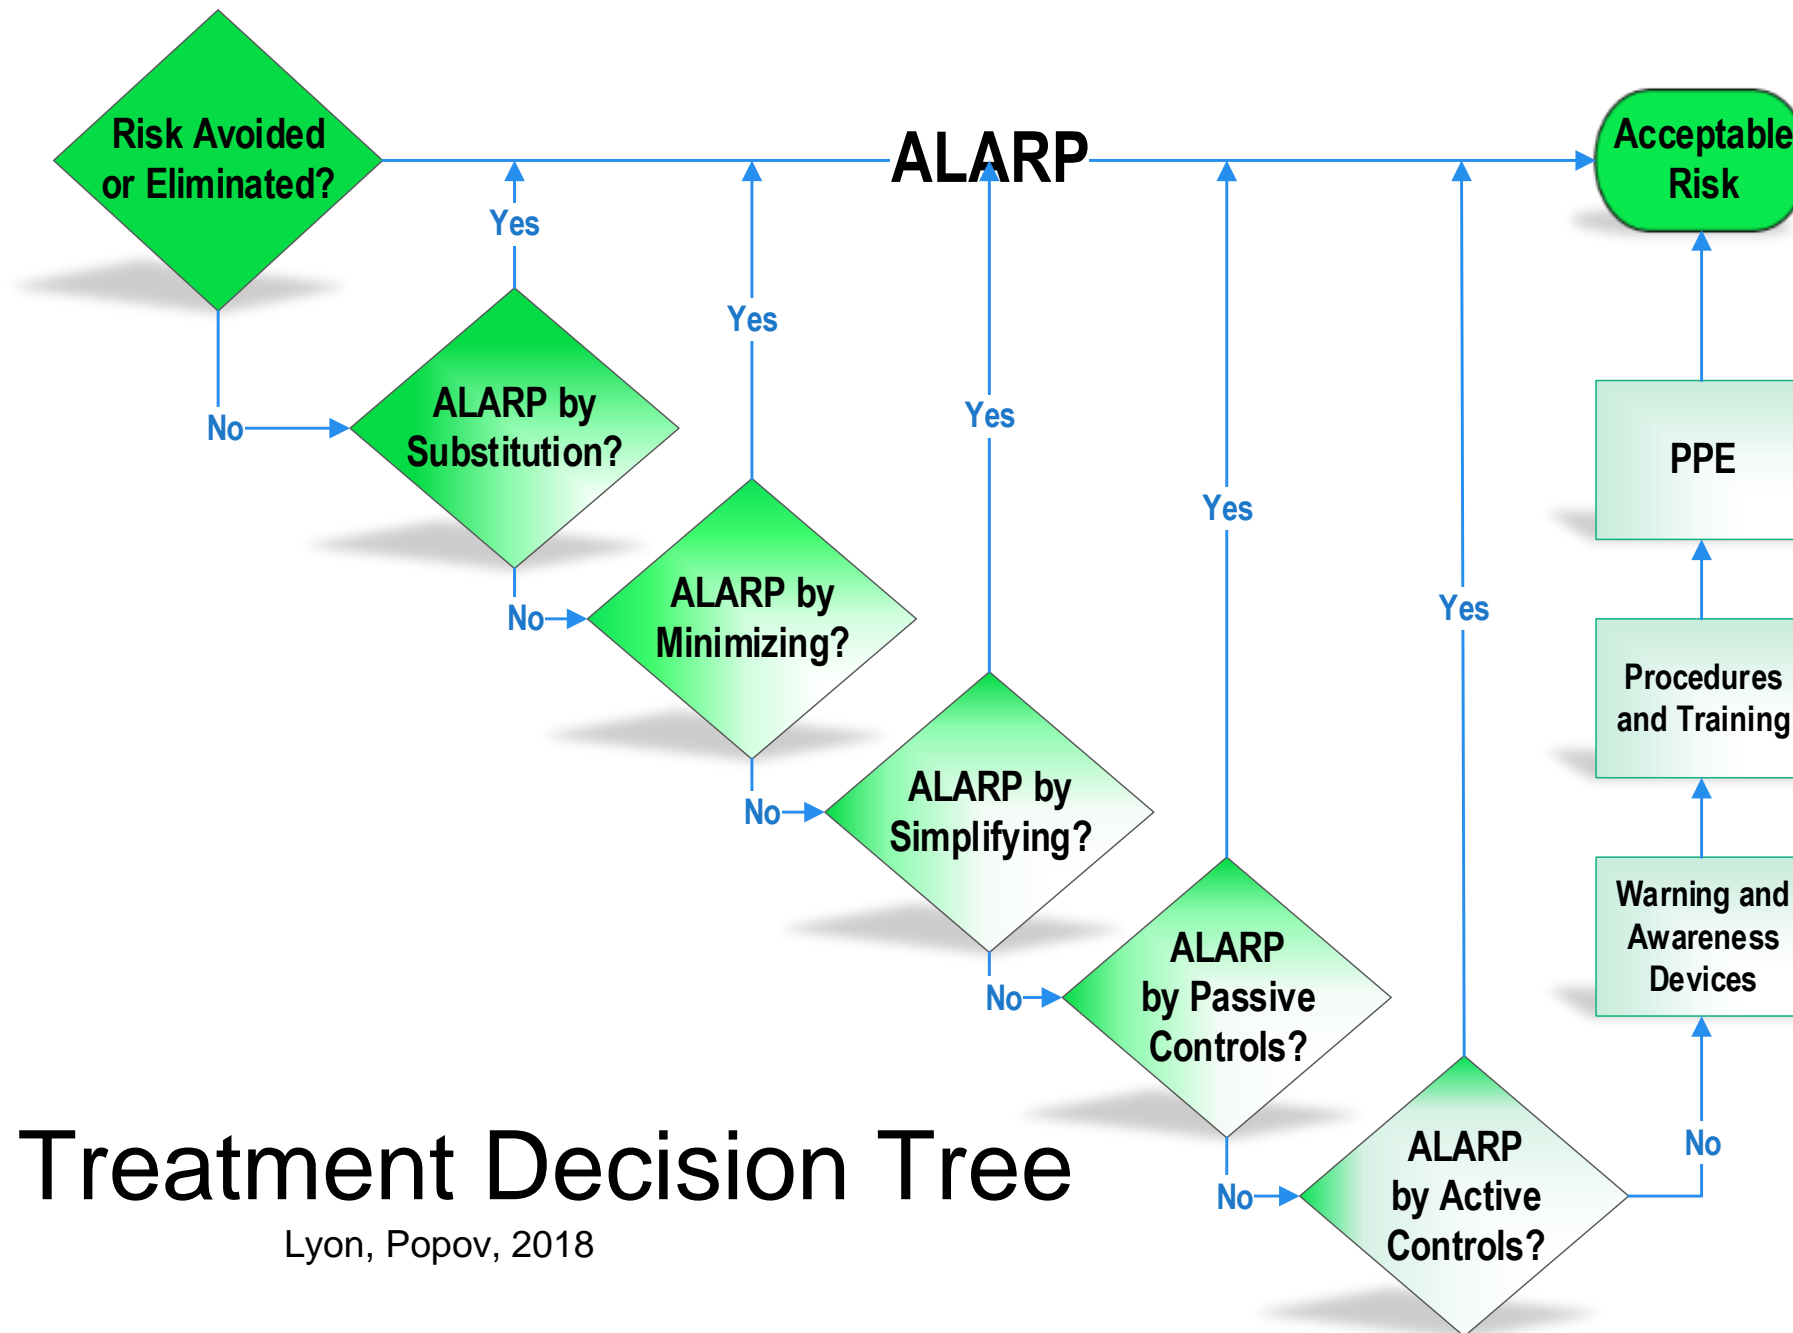 Risk Avoided
or Eliminated?
ALARP
Acceptable
Risk
Yes
Yes
Yes
Yes
Yes
No
ALARP by
Substitution?
No
ALARP by
Minimizing?
No
ALARP by
Simplifying?
No
ALARP
by Passive
Controls?
No
ALARP
by Active
Controls?
No
Warning and
Awareness
Devices
Procedures
and Training
PPE
Treatment Decision Tree
Lyon, Popov, 2018